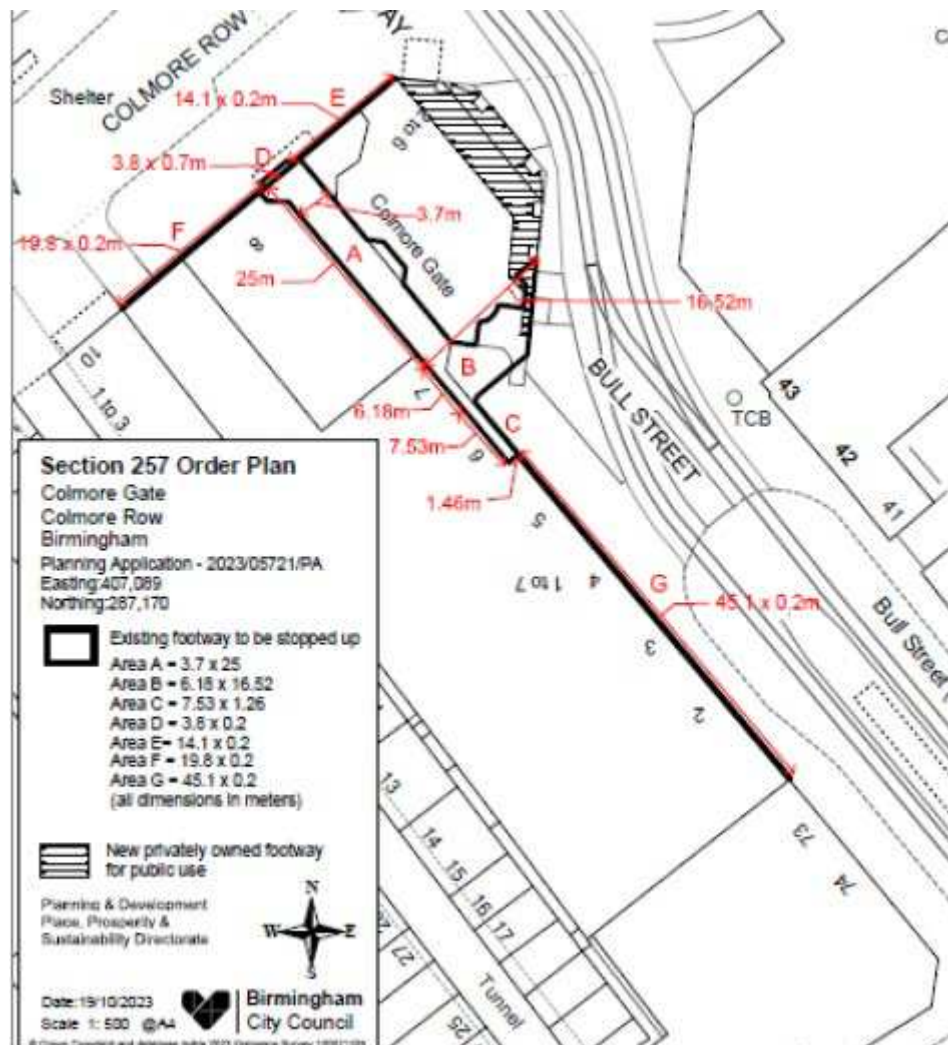 AY
COLMORE ROW
Shelter
14.1 x 0.2m
E
D
3.8 x 0.7m
F
19.8 x 0.2m
8
25m
A
3.7m
Colmore Gate
16.52m
B
7
6.18m
7.53m
6
C
1.46m
BULL STREET
TCB
43
42
41
10
1 to 3
5
4
1 to 7
G
45.1 x 0.2m
3
2
Bull Street
73
74
13
14
15
16
17
27
25
Tunnel
Section 257 Order Plan
Colmore Gate
Colmore Row
Birmingham
Planning Application - 2023/05721/PA
Easting:407,089
Northing:287,170
Existing footway to be stopped up
Area A = 3.7 x 25
Area B = 6.18 x 16.52
Area C = 7.53 x 1.26
Area D = 3.8 x 0.2
Area E= 14.1 x 0.2
Area F = 19.8 x 0.2
Area G = 45.1 x 0.2
(all dimensions in meters)
New privately owned footway
for public use
Planning & Development
Place, Prosperity &
Sustainability Directorate
N
W E
S
Date:19/10/2023
Scale 1: 500 @A4
Birmingham
City Council